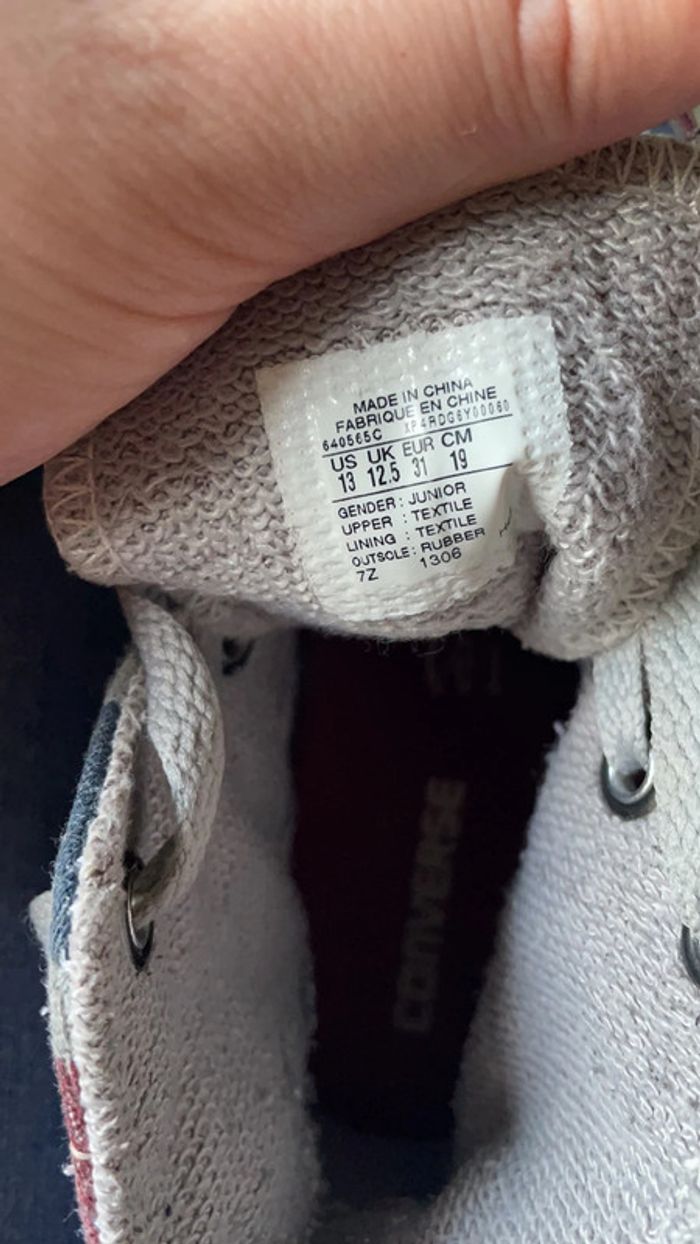 MADE IN CHINA
FABRIQUE EN CHINE
640565C XP4RDG6Y00060
US UK EUR CM
13 12.5 31 19
GENDER: JUNIOR
UPPER : TEXTILE
LINING : TEXTILE
OUTSOLE: RUBBER
7Z 1306
CONVERSE